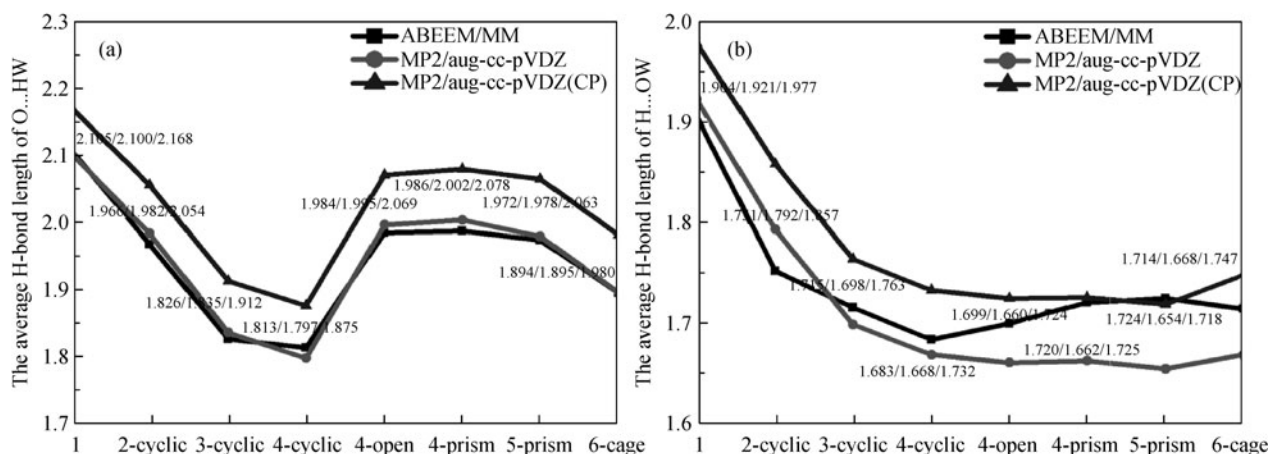 The average H-bond length of O...HW
2.3
2.2
2.1
2.0
1.9
1.8
1.7
(a)
ABEEM/MM
MP2/aug-cc-pVDZ
MP2/aug-cc-pVDZ(CP)
2.105/2.100/2.168
1.966/1.982/2.054
1.826/1.835/1.912
1.813/1.797/1.875
1.984/1.995/2.069
1.986/2.002/2.078
1.972/1.978/2.063
1.894/1.895/1.980
1 2-cyclic 3-cyclic 4-cyclic 4-open 4-prism 5-prism 6-cage
The average H-bond length of H...OW
2.0
1.9
1.8
1.7
1.6
(b)
ABEEM/MM
MP2/aug-cc-pVDZ
MP2/aug-cc-pVDZ(CP)
1.904/1.921/1.977
1.751/1.792/1.857
1.715/1.698/1.763
1.683/1.668/1.732
1.699/1.660/1.724
1.720/1.662/1.725
1.724/1.654/1.718
1.714/1.668/1.747
1 2-cyclic 3-cyclic 4-cyclic 4-open 4-prism 5-prism 6-cage